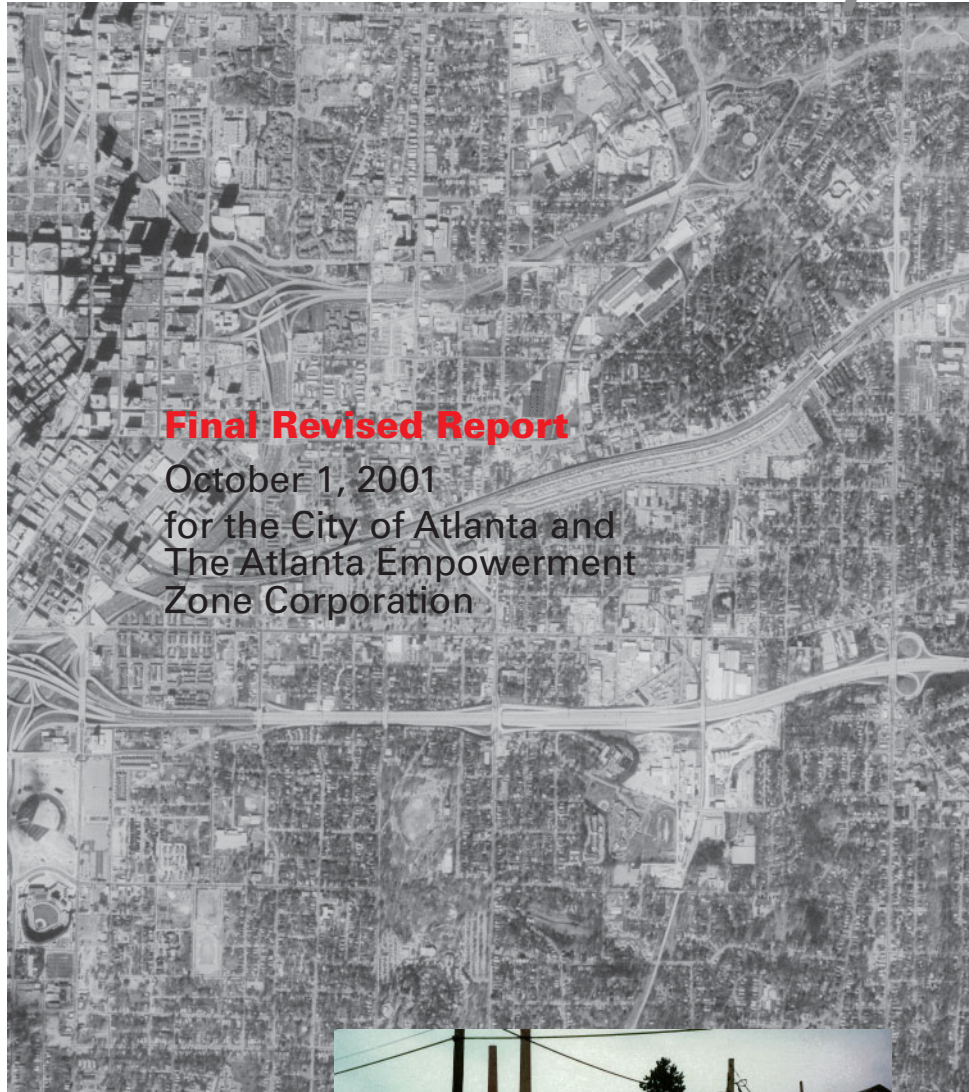 Final Revised Report
October 1, 2001
for the City of Atlanta and
The Atlanta Empowerment
Zone Corporation